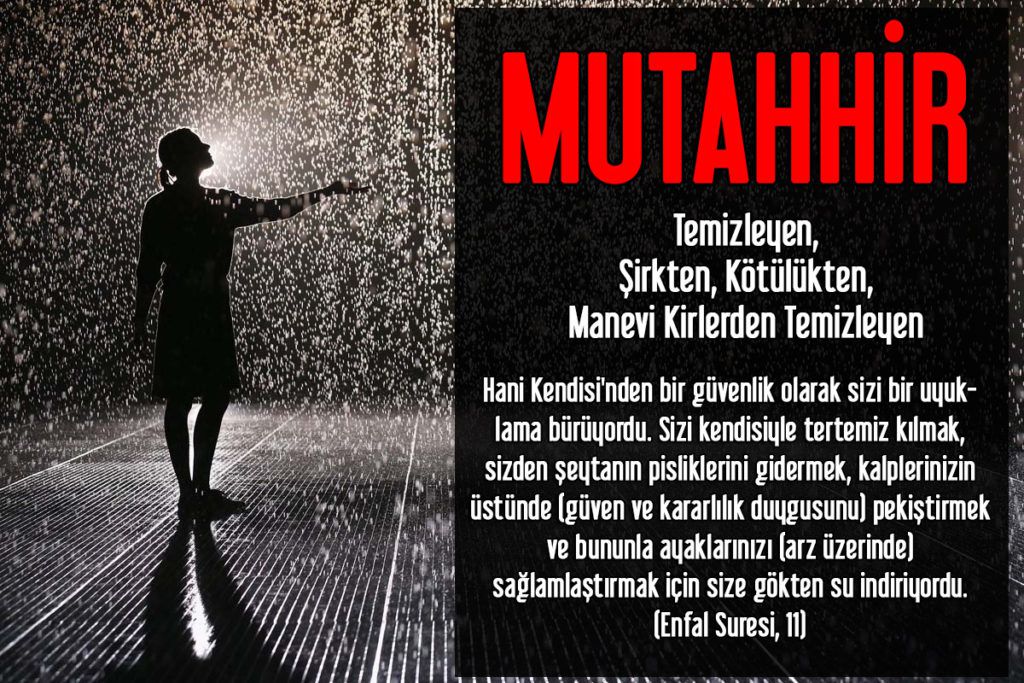 MUTAHHİR
Temizleyen,
Şirkten, Kötülükten,
Manevi Kirlerden Temizleyen
Hani Kendisi'nden bir güvenlik olarak sizi bir uyuk-
lama bürüyordu. Sizi kendisiyle tertemiz kılmak,
sizden şeytanın pisliklerini gidermek, kalplerinizin
üstünde (güven ve kararlılık duygusunu) pekiştirmek
ve bununla ayaklarınızı (arz üzerinde)
sağlamlaştırmak için size gökten su indiriyordu.
(Enfal Suresi, 11)